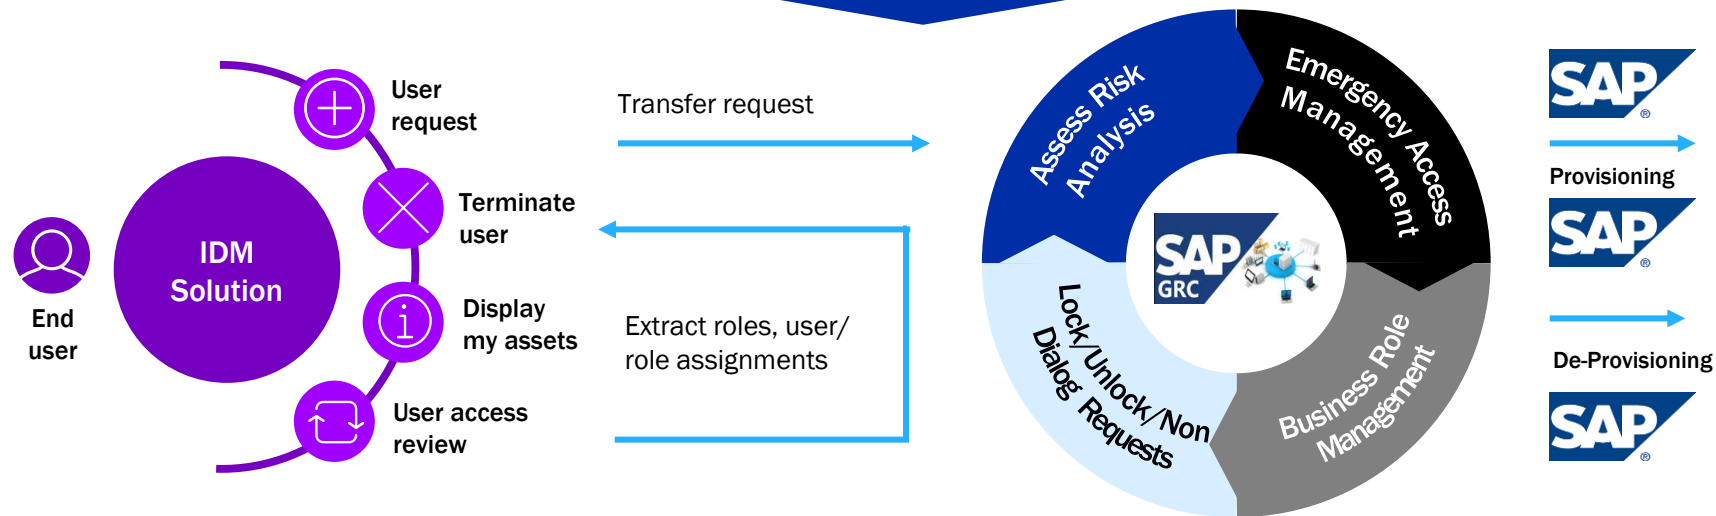 End
user
IDM
Solution
User
request
Terminate
user
Display
my assets
User access
review
Transfer request
Extract roles, user/
role assignments
Assess Risk
Analysis
Emergency Access
Management
Lock/Unlock/Non
Dialog Requests
Business Role
Management
SAP
GRC
SAP
®
Provisioning
SAP
®
De-Provisioning
SAP
®